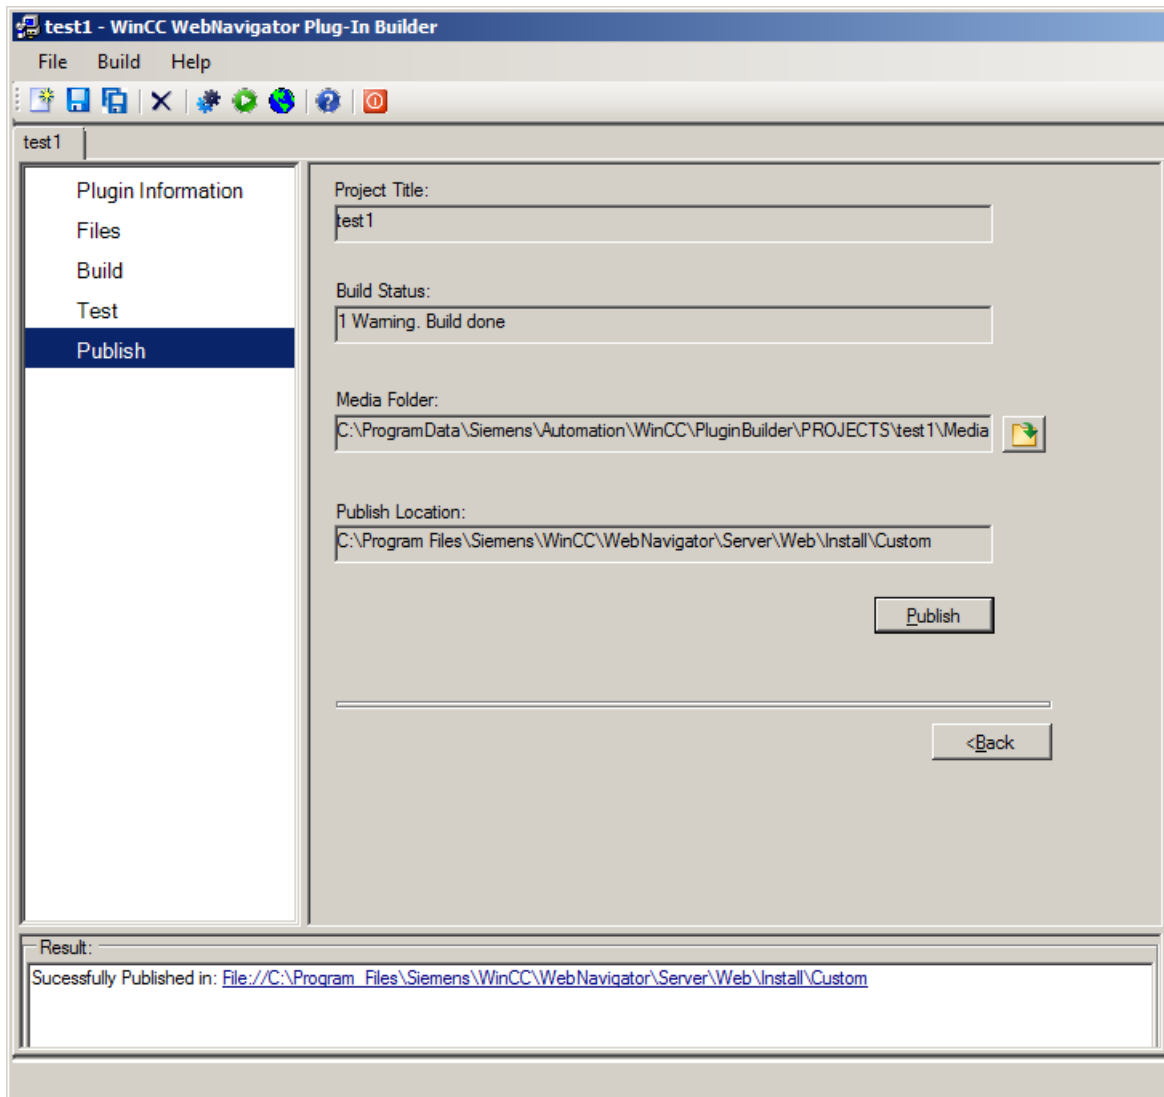 test1 - WinCC WebNavigator Plug-In Builder
File Build Help
test1
Plugin Information
Files
Build
Test
Publish
Project Title:
test1
Build Status:
1 Warning. Build done
Media Folder:
C:\ProgramData\Siemens\Automation\WinCC\PluginBuilder\PROJECTS\test1\Media
Publish Location:
C:\Program Files\Siemens\WinCC\WebNavigator\Server\Web\Install\Custom
Publish
<Back
Result:
Sucessfully Published in: File://C:\Program_Files\Siemens\WinCC\WebNavigator\Server\Web\Install\Custom